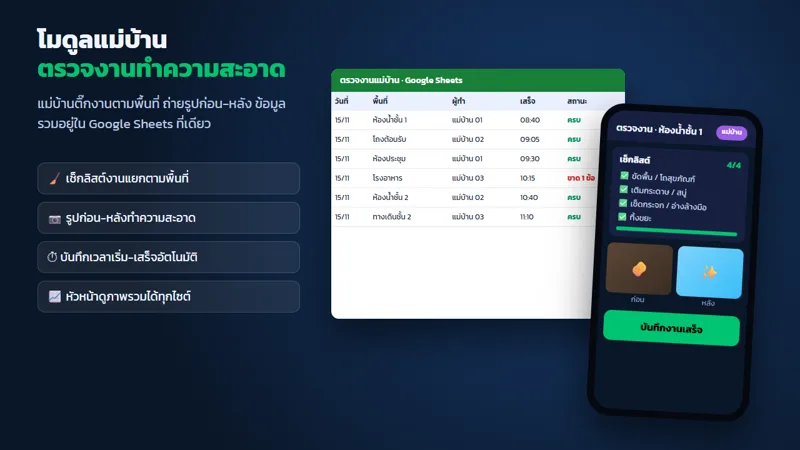 โมดูลแม่บ้าน
ตรวจงานทำความสะอาด
แม่บ้านติ๊กงานตามพื้นที่ ถ่ายรูปก่อน-หลัง ข้อมูล
รวมอยู่ใน Google Sheets ที่เดียว
เช็กลิสต์งานแยกตามพื้นที่
รูปก่อน-หลังทำความสะอาด
บันทึกเวลาเริ่ม-เสร็จอัตโนมัติ
หัวหน้าดูภาพรวมได้ทุกไซต์
ตรวจงานแม่บ้าน · Google Sheets
วันที่ พื้นที่ ผู้ทำ เสร็จ สถานะ
15/11 ห้องน้ำชั้น 1 แม่บ้าน 01 08:40 ครบ
15/11 โถงต้อนรับ แม่บ้าน 02 09:05 ครบ
15/11 ห้องประชุม แม่บ้าน 01 09:30 ครบ
15/11 โรงอาหาร แม่บ้าน 03 10:15 ขาด 1 ข้อ
15/11 ห้องน้ำชั้น 2 แม่บ้าน 02 10:40 ครบ
15/11 ทางเดินชั้น 2 แม่บ้าน 03 11:10 ครบ
ตรวจงาน · ห้องน้ำชั้น 1 แม่บ้าน
เช็กลิสต์ 4/4
ขัดพื้น / โถสุขภัณฑ์
เติมกระดาษ / สบู่
เช็ดกระจก / อ่างล้างมือ
ทิ้งขยะ
ก่อน หลัง
บันทึกงานเสร็จ